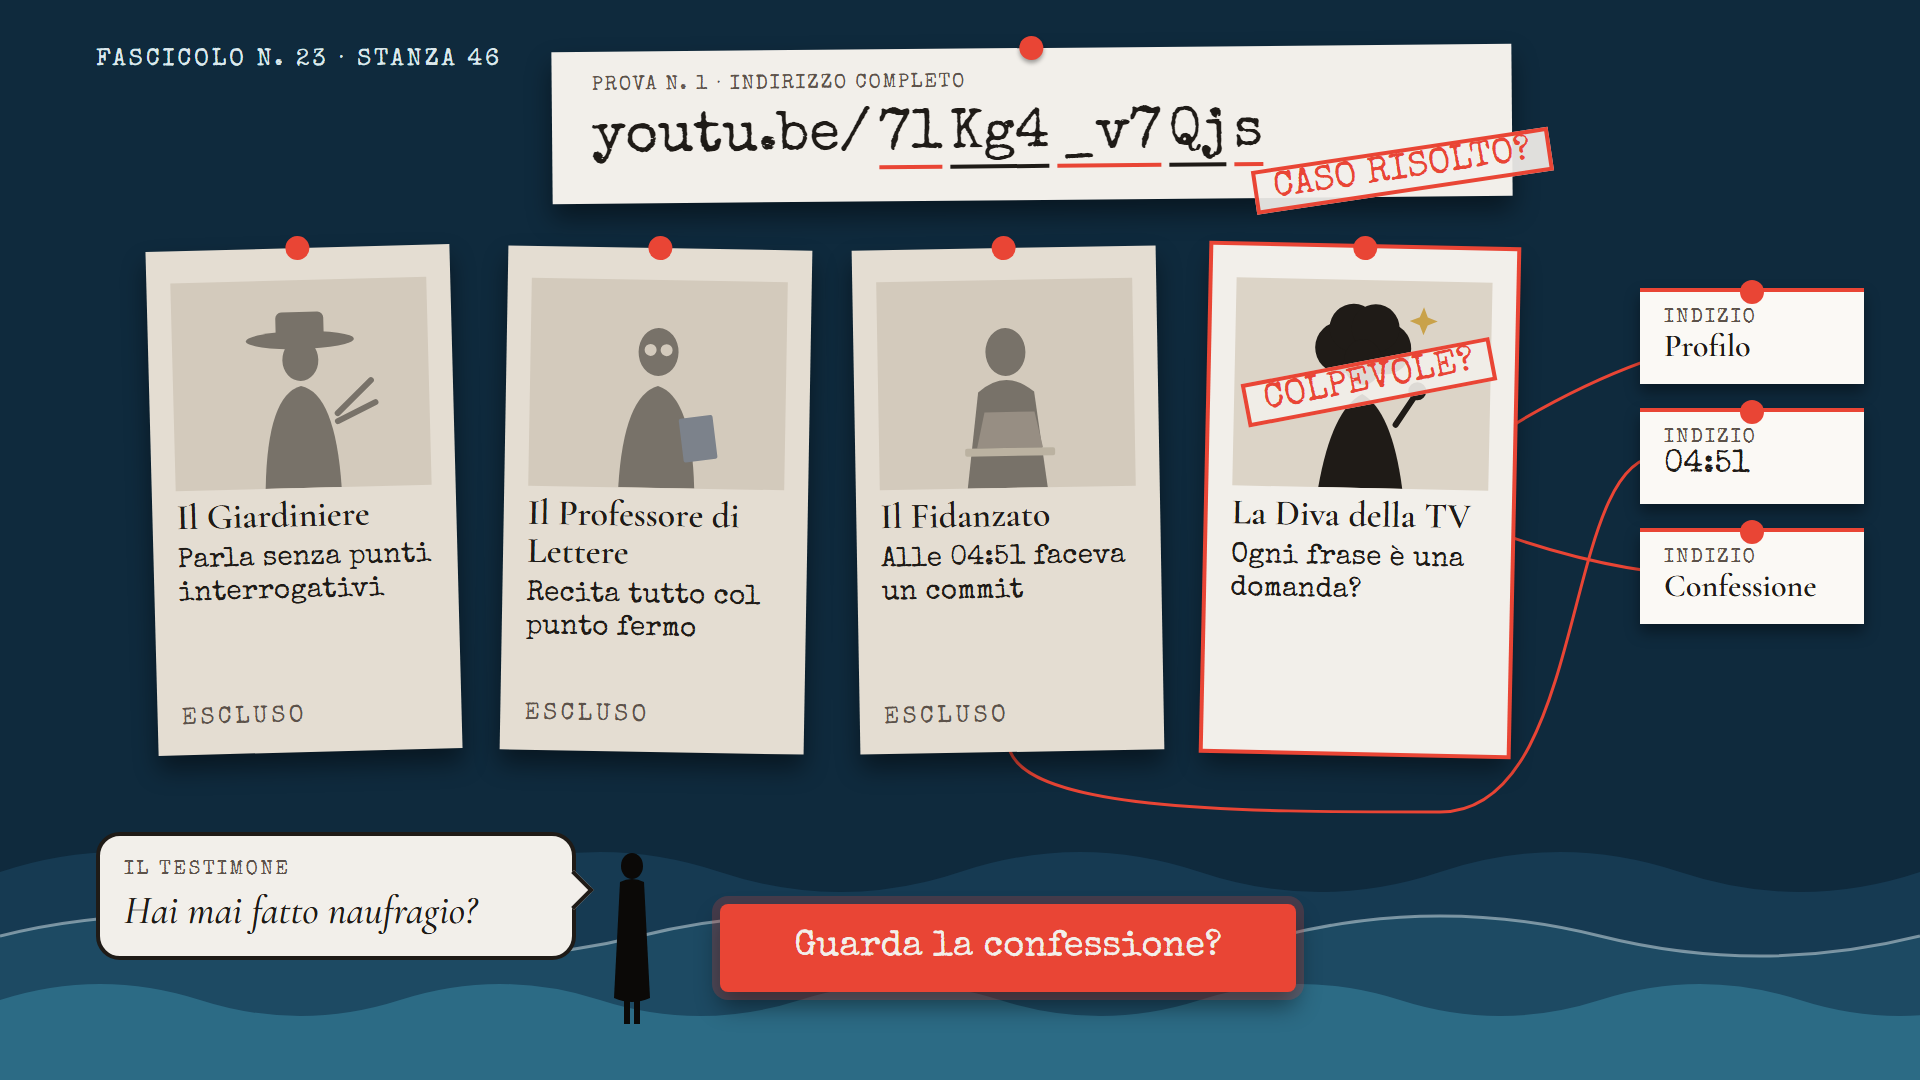 FASCICOLO N. 23 · STANZA 46
PROVA N. 1 · INDIRIZZO COMPLETO
youtu.be/7lKg4_v7Qjs
CASO RISOLTO?
Il Giardiniere
Parla senza punti
interrogativi
ESCLUSO
Il Professore di
Lettere
Recita tutto col
punto fermo
ESCLUSO
Il Fidanzato
Alle 04:51 faceva
un commit
ESCLUSO
COLPEVOLE?
La Diva della TV
Ogni frase è una
domanda?
INDIZIO
Profilo
INDIZIO
04:51
INDIZIO
Confessione
IL TESTIMONE
Hai mai fatto naufragio?
Guarda la confessione?